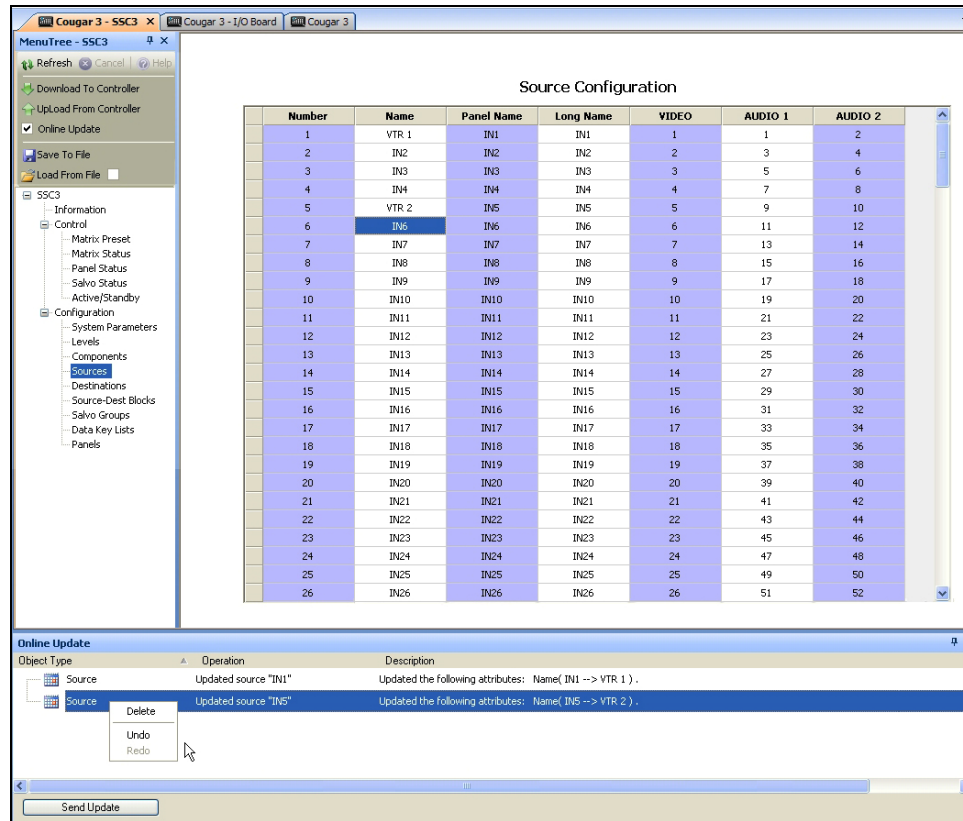 Cougar 3 - SSC3 X Cougar 3 - I/O Board Cougar 3
MenuTree - SSC3
Refresh Cancel Help
Download To Controller
UpLoad From Controller
Online Update
Save To File
Load From File
SSC3
Information
Control
Matrix Preset
Matrix Status
Panel Status
Salvo Status
Active/Standby
Configuration
System Parameters
Levels
Components
Sources
Destinations
Source-Dest Blocks
Salvo Groups
Data Key Lists
Panels
Source Configuration
Number Name Panel Name Long Name VIDEO AUDIO 1 AUDIO 2
1 VTR 1 IN1 IN1 1 1 2
2 IN2 IN2 IN2 2 3 4
3 IN3 IN3 IN3 3 5 6
4 IN4 IN4 IN4 4 7 8
5 VTR 2 IN5 IN5 5 9 10
6 IN6 IN6 IN6 6 11 12
7 IN7 IN7 IN7 7 13 14
8 IN8 IN8 IN8 8 15 16
9 IN9 IN9 IN9 9 17 18
10 IN10 IN10 IN10 10 19 20
11 IN11 IN11 IN11 11 21 22
12 IN12 IN12 IN12 12 23 24
13 IN13 IN13 IN13 13 25 26
14 IN14 IN14 IN14 14 27 28
15 IN15 IN15 IN15 15 29 30
16 IN16 IN16 IN16 16 31 32
17 IN17 IN17 IN17 17 33 34
18 IN18 IN18 IN18 18 35 36
19 IN19 IN19 IN19 19 37 38
20 IN20 IN20 IN20 20 39 40
21 IN21 IN21 IN21 21 41 42
22 IN22 IN22 IN22 22 43 44
23 IN23 IN23 IN23 23 45 46
24 IN24 IN24 IN24 24 47 48
25 IN25 IN25 IN25 25 49 50
26 IN26 IN26 IN26 26 51 52
Online Update
Object Type Operation Description
Source Updated source "IN1" Updated the following attributes: Name( IN1 --> VTR 1 ) .
Source Updated source "IN5" Updated the following attributes: Name( IN5 --> VTR 2 ) .
Delete
Undo
Redo
Send Update